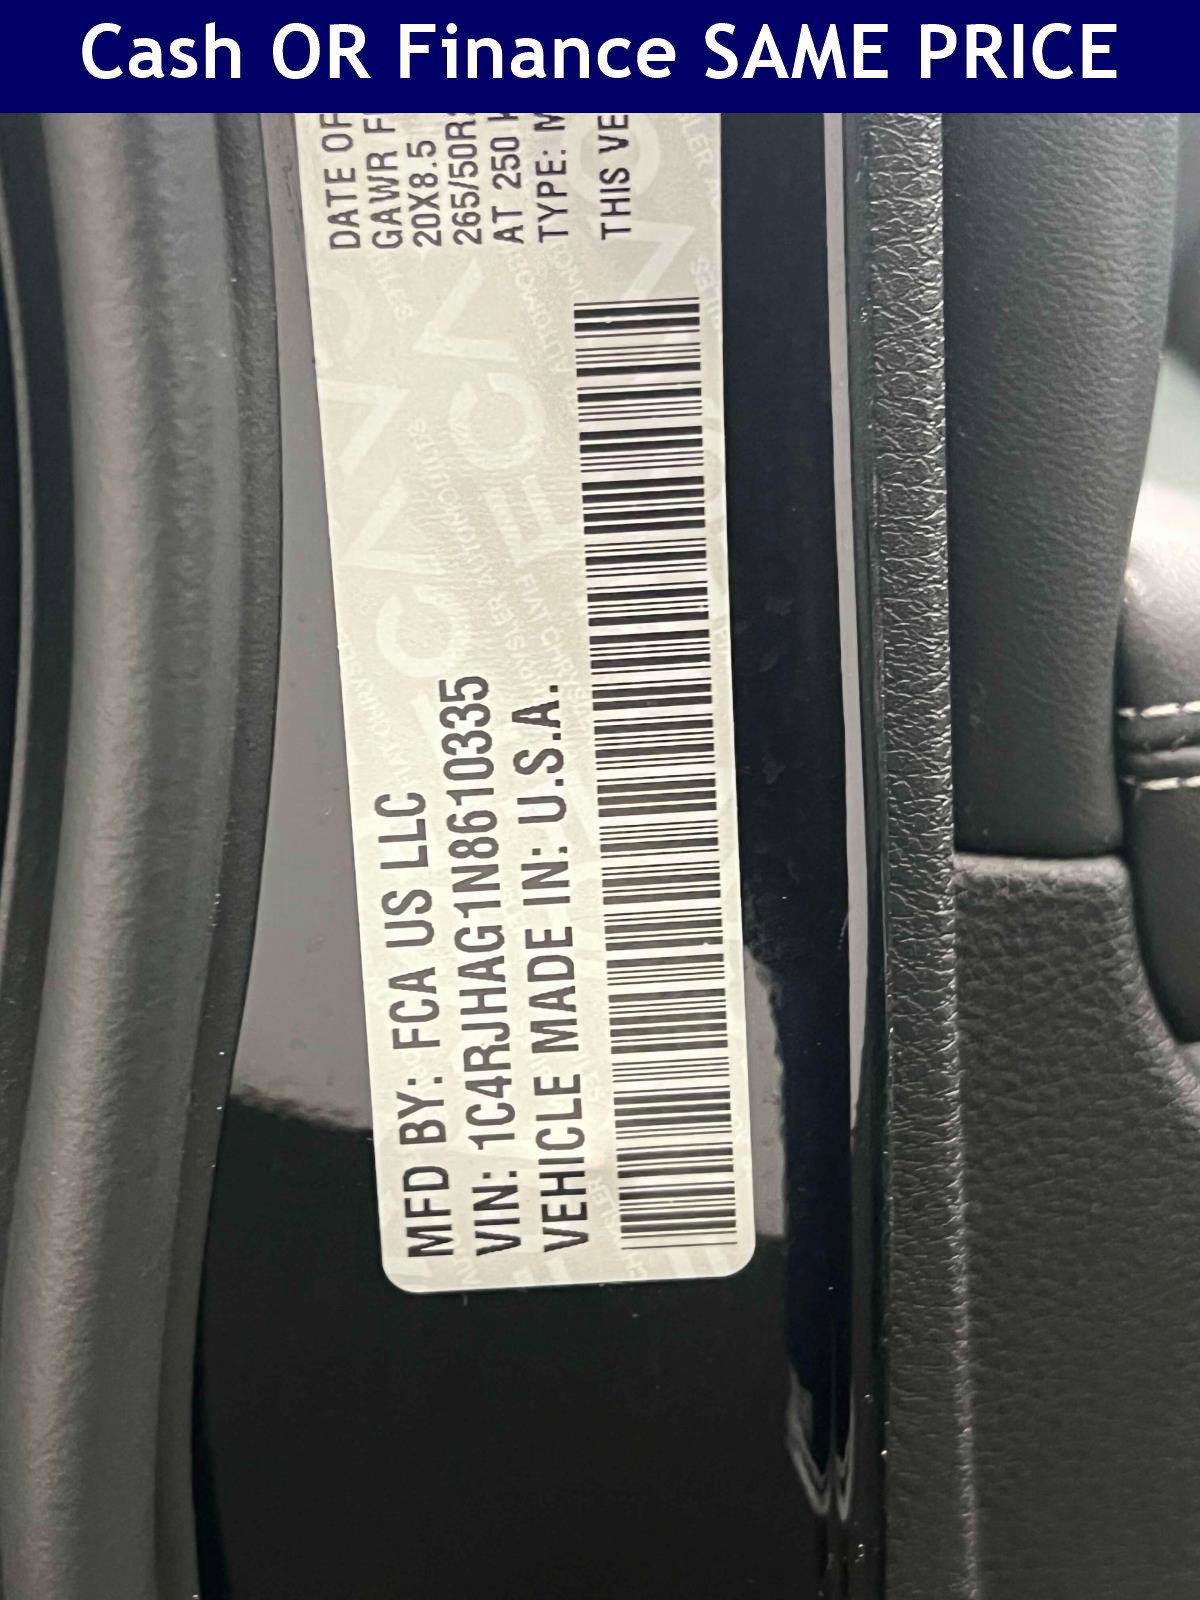 Cash OR Finance SAME PRICE
MFD BY: FCA US LLC
VIN: 1C4RJHAG1N8610335
VEHICLE MADE IN: U.S.A.
DATE OF
GAWR F
20X8.5
265/50R
AT 250
TYPE: M
THIS VE